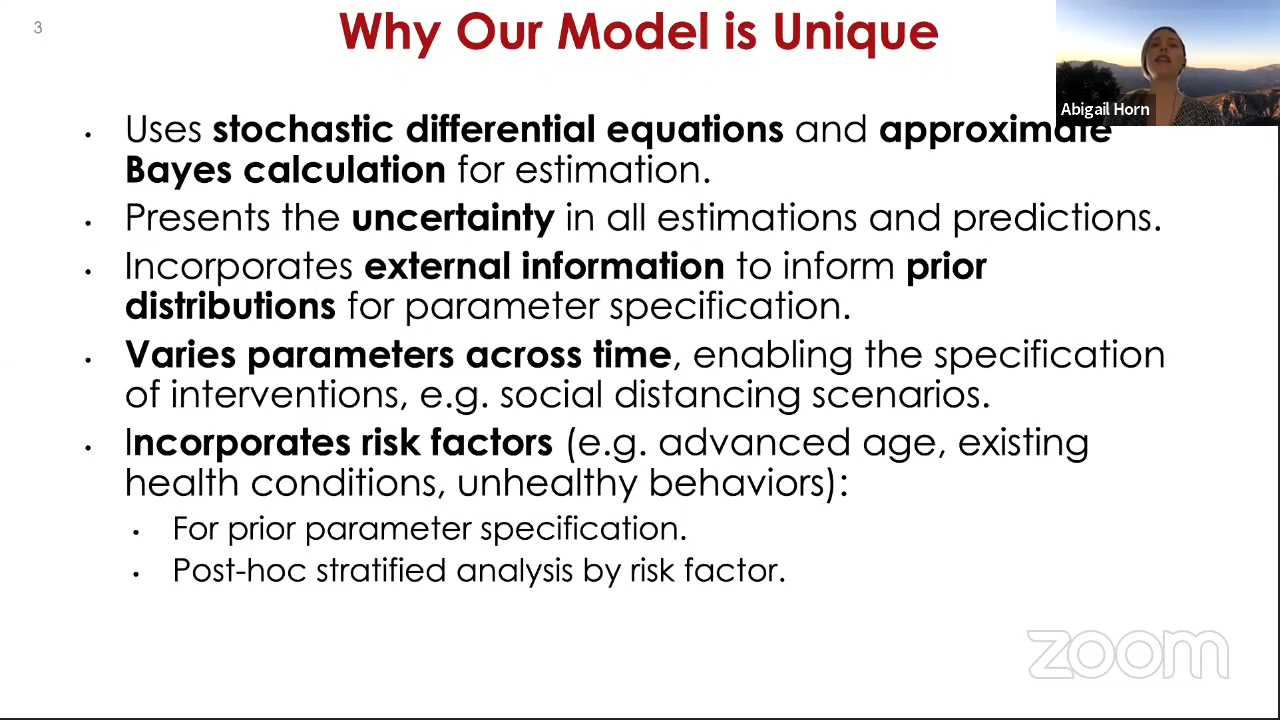 3
Why Our Model is Unique
Abigail Horn
• Uses stochastic differential equations and approximate
Bayes calculation for estimation.
• Presents the uncertainty in all estimations and predictions.
• Incorporates external information to inform prior
distributions for parameter specification.
• Varies parameters across time, enabling the specification
of interventions, e.g. social distancing scenarios.
• Incorporates risk factors (e.g. advanced age, existing
health conditions, unhealthy behaviors):
• For prior parameter specification.
• Post-hoc stratified analysis by risk factor.
zoom